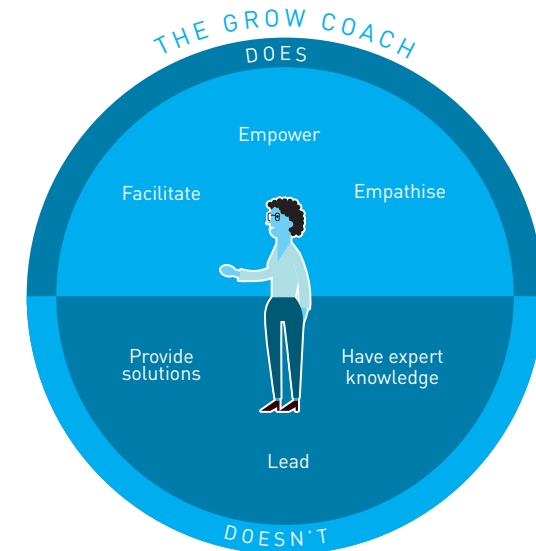 THE GROW COACH
DOES
Empower
Facilitate
Empathise
Provide
solutions
Have expert
knowledge
Lead
DOESN'T